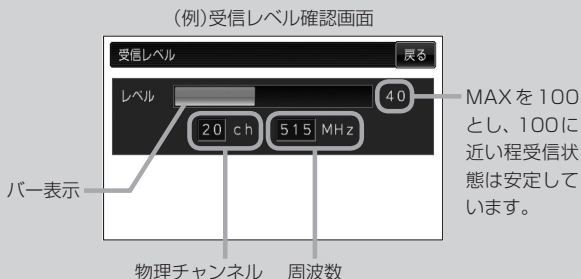 (例)受信レベル確認画面
受信レベル
戻る
レベル
40
20 ch
515 MHz
MAXを100
とし、100に
近い程受信状
態は安定して
います。
バー表示
物理チャンネル
周波数